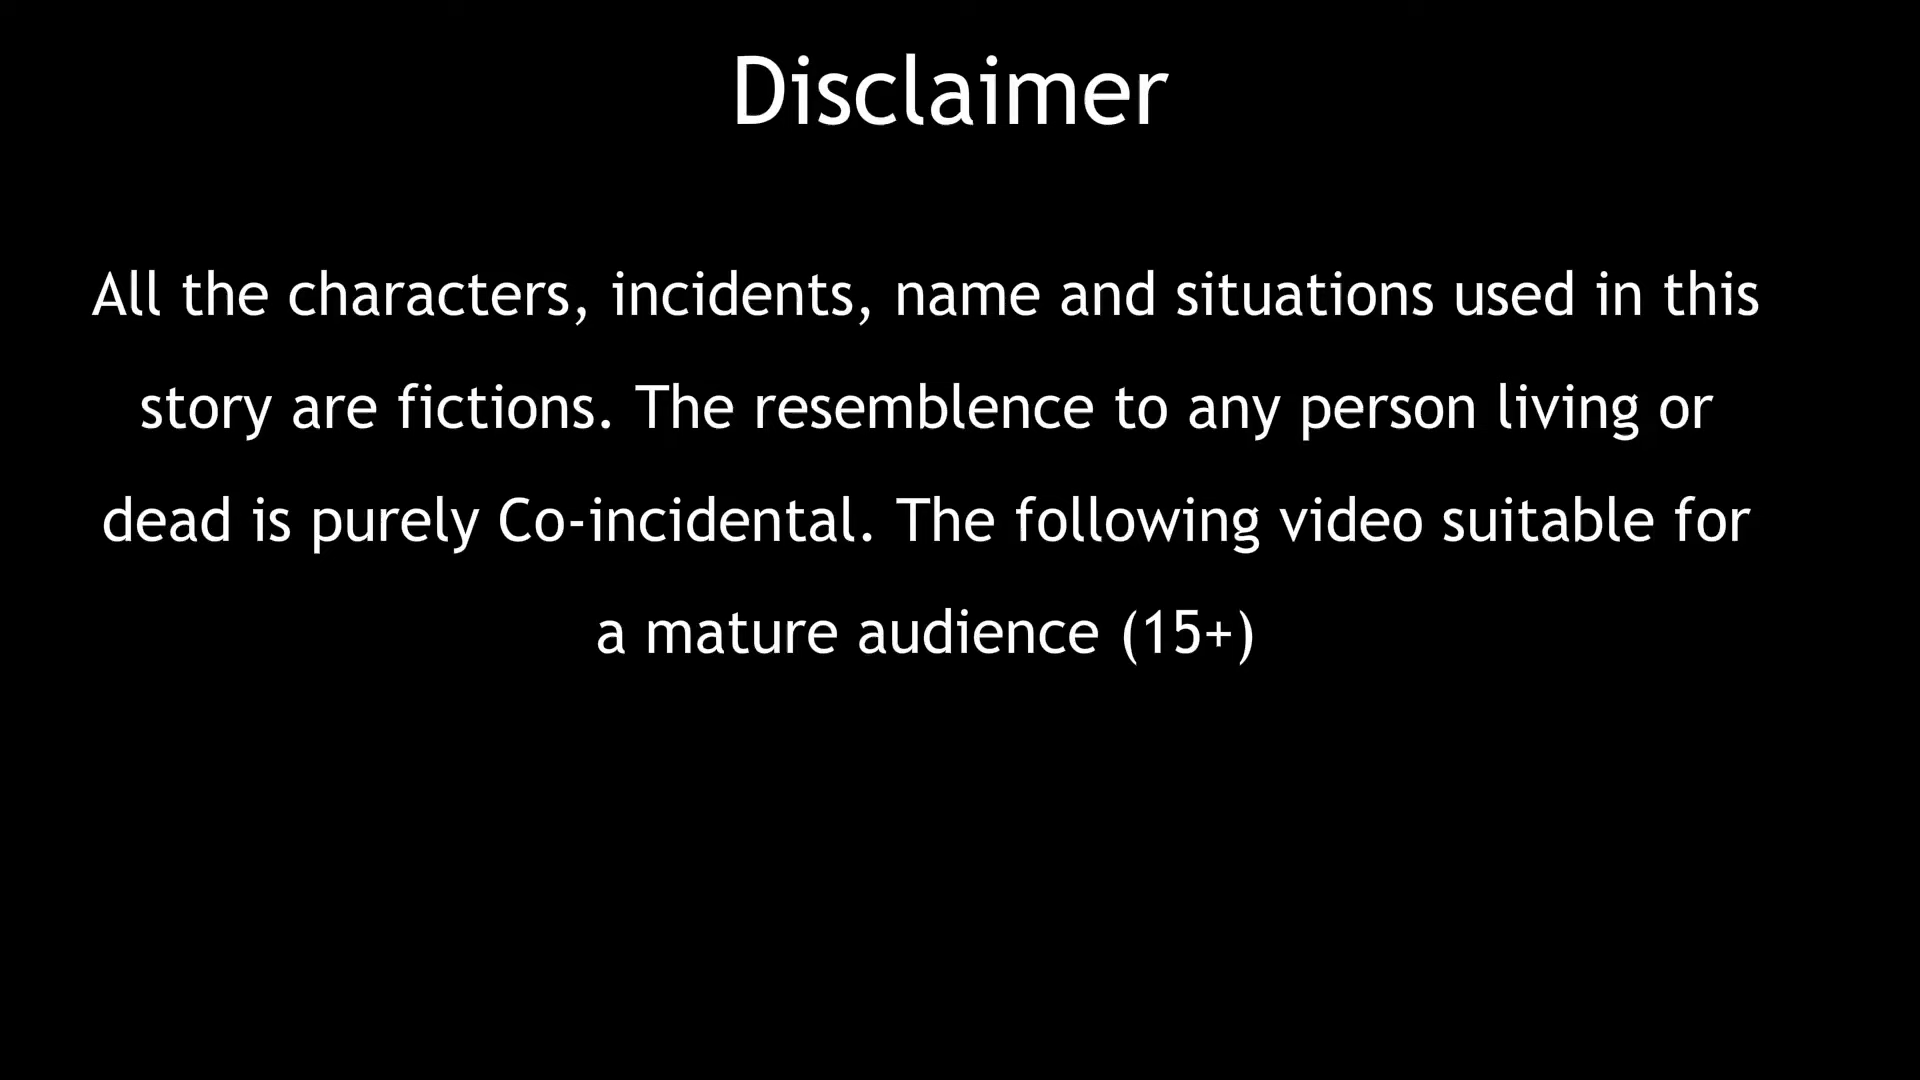 Disclaimer
All the characters, incidents, name and situations used in this
story are fictions. The resemblence to any person living or
dead is purely Co-incidental. The following video suitable for
a mature audience (15+)